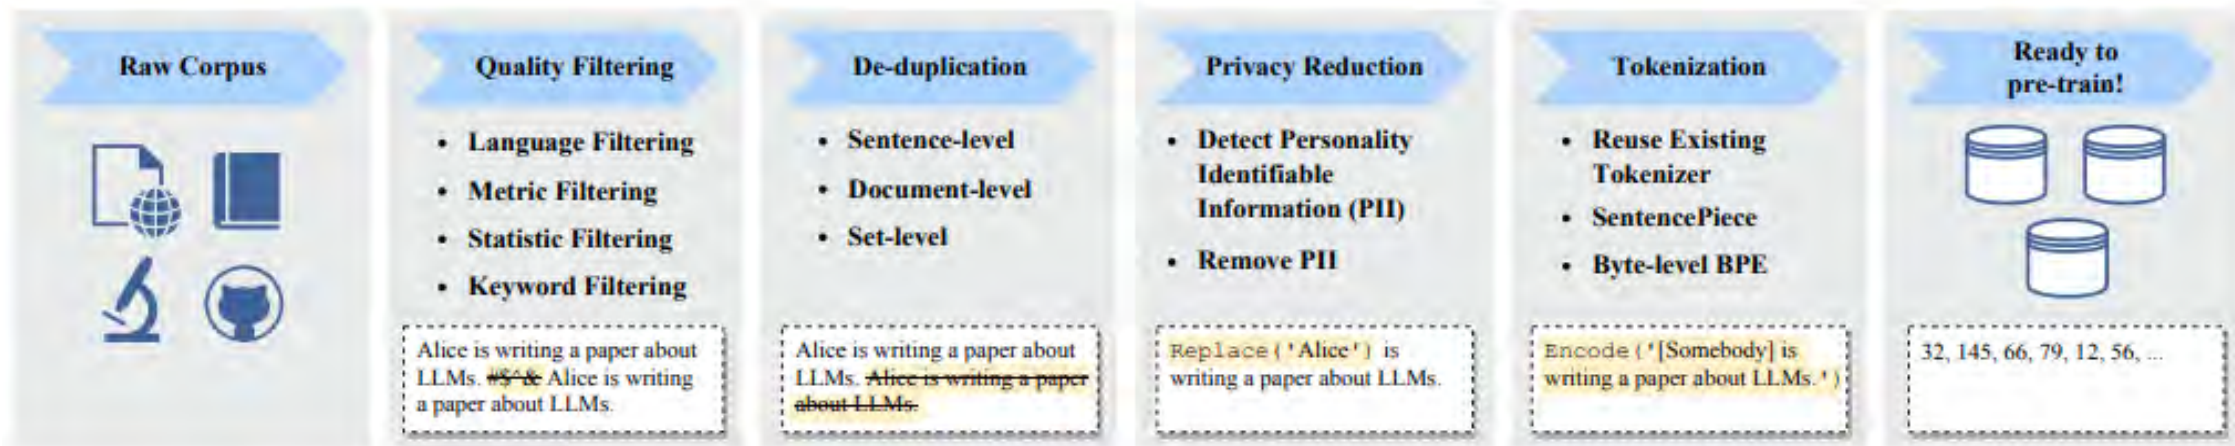 Raw Corpus
Quality Filtering
• Language Filtering
• Metric Filtering
• Statistic Filtering
• Keyword Filtering
Alice is writing a paper about
LLMs. #$^& Alice is writing
a paper about LLMs.
De-duplication
• Sentence-level
• Document-level
• Set-level
Alice is writing a paper about
LLMs. Alice is writing a paper
about LLMs.
Privacy Reduction
• Detect Personality
Identifiable
Information (PII)
• Remove PII
Replace('Alice') is
writing a paper about LLMs.
Tokenization
• Reuse Existing
Tokenizer
• SentencePiece
• Byte-level BPE
Encode('[Somebody] is
writing a paper about LLMs.')
Ready to
pre-train!
32, 145, 66, 79, 12, 56, ...